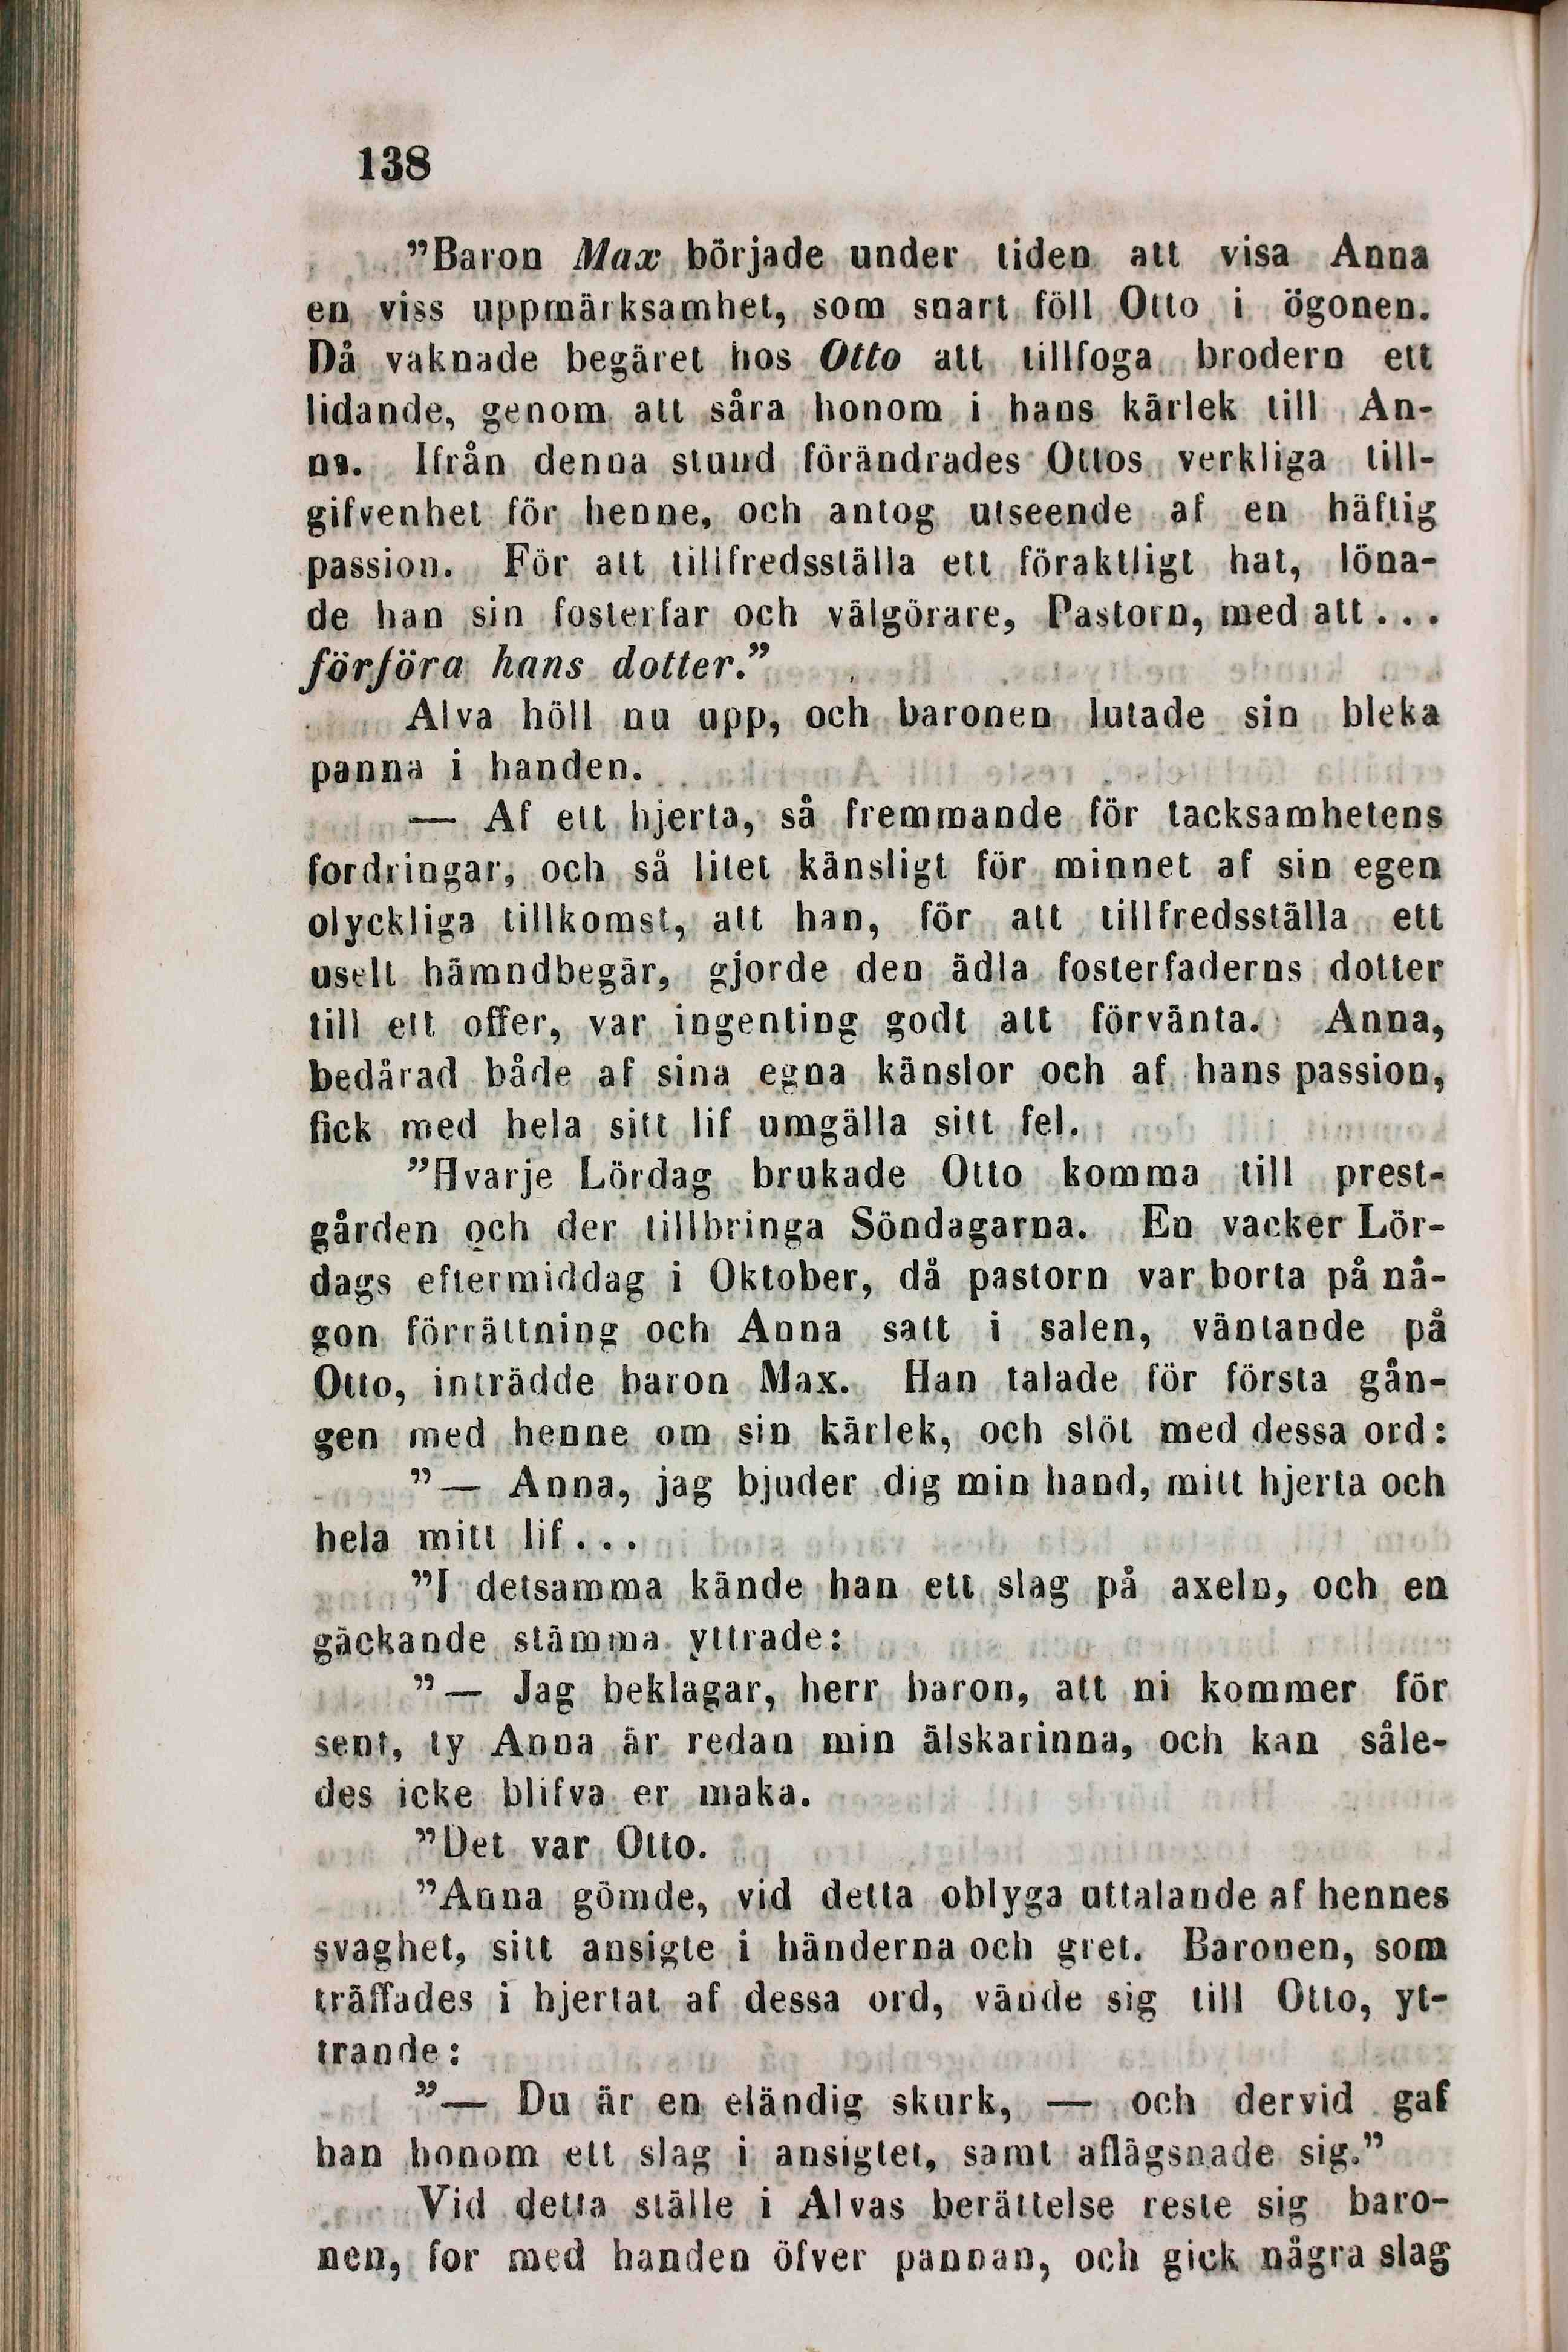 138
”Baron Max började under tiden att visa Anna
en viss uppmärksamhet, som snart föll Otto i ögonen.
Då vaknade begäret hos Otto att tillfoga brodern ett
lidande, genom att såra honom i hans kärlek till An-
na. Ifrån denna stund förändrades Ottos verkliga till-
gifvenhet för henne, och antog utseende af en häftig
passion. För att tillfredsställa ett föraktligt hat, löna-
de han sin fosterfar och välgörare, Pastorn, med att...
förföra hans dotter.”
Alva höll nu upp, och baronen lutade sin bleka
panna i handen.
— Af ett hjerta, så fremmande för tacksamhetens
fordringar, och så litet känsligt för minnet af sin egen
olyckliga tillkomst, att han, för att tillfredsställa ett
uselt hämndbegär, gjorde den ädla fosterfaderns dotter
till ett offer, var ingenting godt att förvänta. Anna,
bedårad både af sina egna känslor och af hans passion,
fick med hela sitt lif umgälla sitt fel.
”Hvarje Lördag brukade Otto komma till prest-
gården och der tillbringa Söndagarna. En vacker Lör-
dags eftermiddag i Oktober, då pastorn var borta på nå-
gon förrättning och Anna satt i salen, väntande på
Otto, inträdde baron Max. Han talade för första gån-
gen med henne om sin kärlek, och slöt med dessa ord:
”— Anna, jag bjuder dig min hand, mitt hjerta och
hela mitt lif...
”I detsamma kände han ett slag på axeln, och en
gäckande stämma yttrade:
”— Jag beklagar, herr baron, att ni kommer för
sent, ty Anna är redan min älskarinna, och kan såle-
des icke blifva er maka.
”Det var Otto.
”Anna gömde, vid detta oblyga uttalande af hennes
svaghet, sitt ansigte i händerna och gret. Baronen, som
träffades i hjertat af dessa ord, vände sig till Otto, yt-
trande:
”— Du är en eländig skurk, — och dervid gaf
han honom ett slag i ansigtet, samt aflägsnade sig.”
Vid detta ställe i Alvas berättelse reste sig baro-
nen, for med handen öfver pannan, och gick några slag